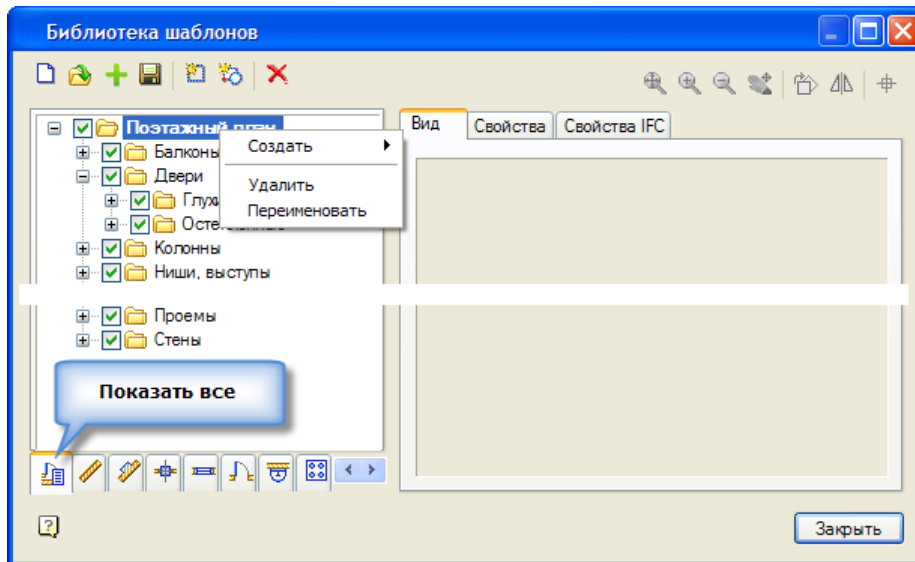 Библиотека шаблонов
Вид
Свойства
Свойства IFC
Поэтажный план
Создать
Балконы
Двери
Удалить
Переименовать
Колонны
Ниши, выступы
Проемы
Стены
Показать все
Закрыть